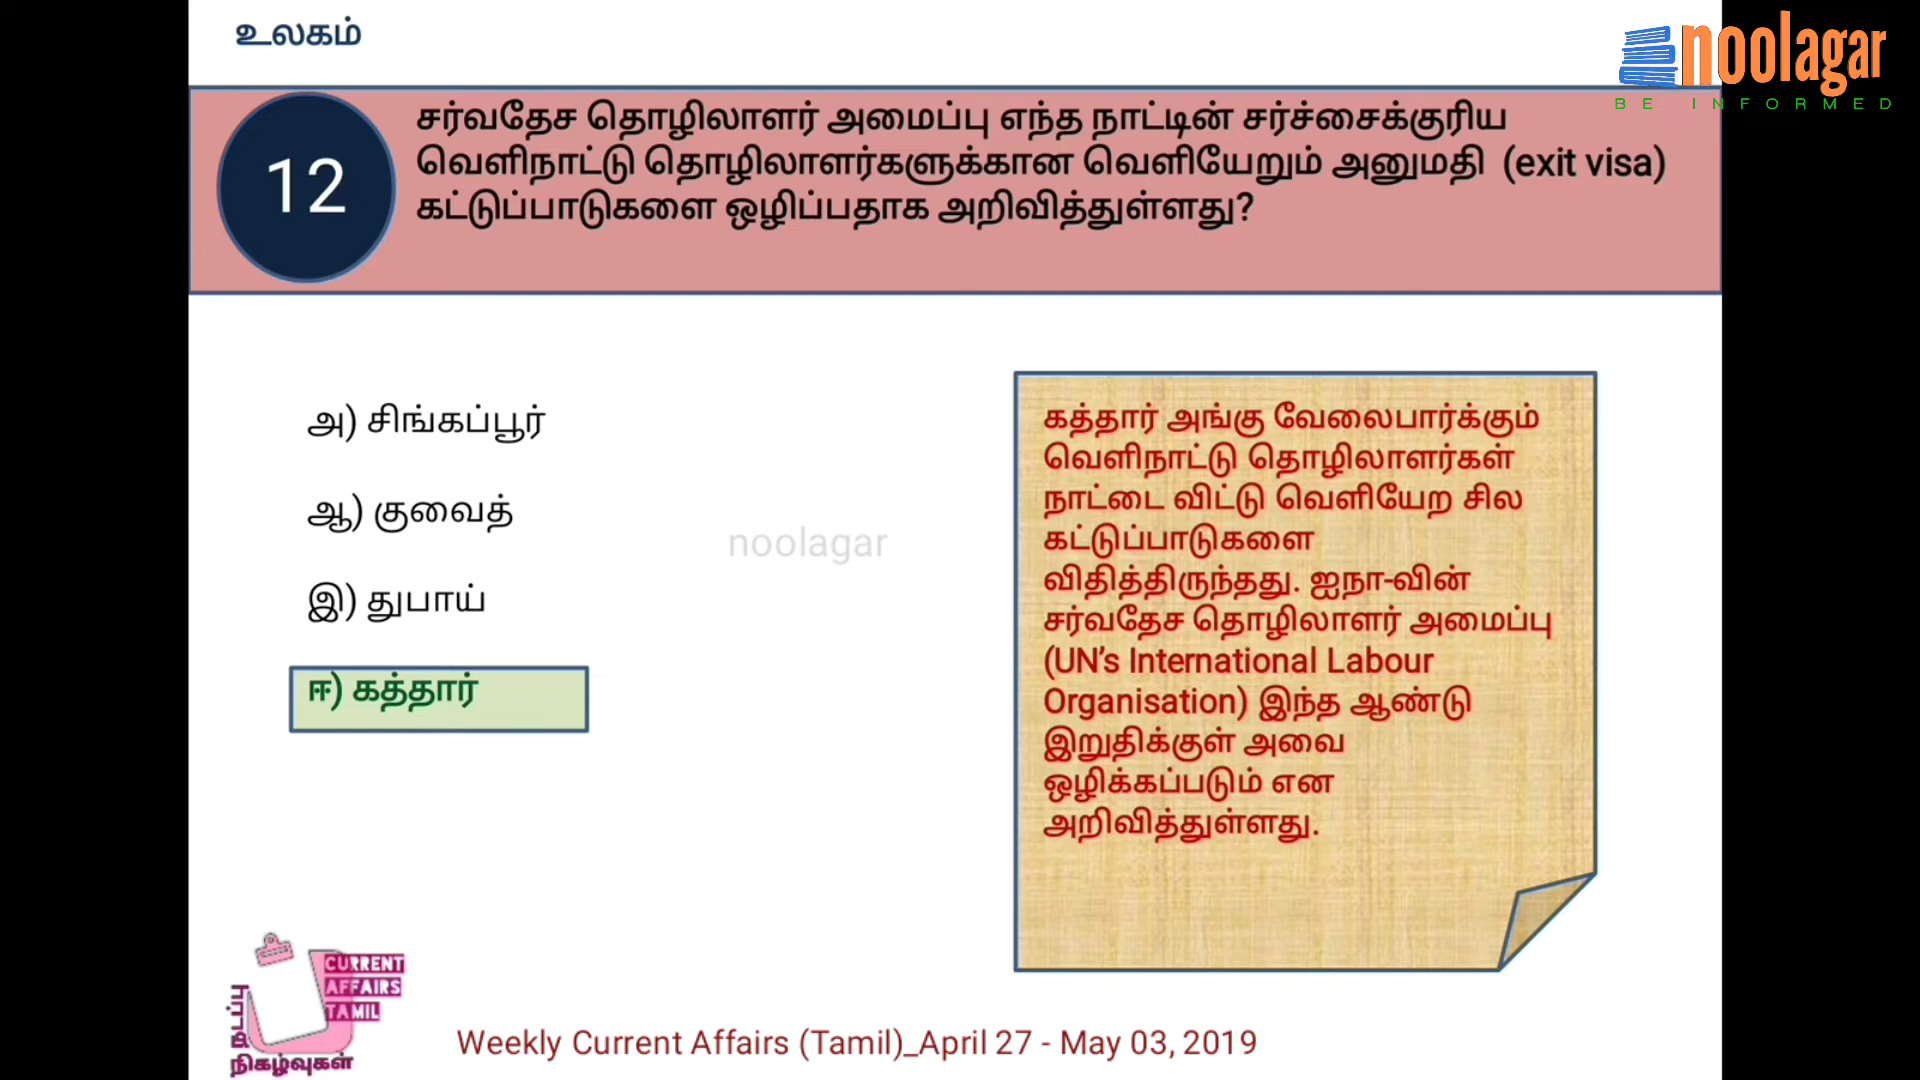 உலகம்
noolagar
BE INFORMED
12
சர்வதேச தொழிலாளர் அமைப்பு எந்த நாட்டின் சர்ச்சைக்குரிய
வெளிநாட்டு தொழிலாளர்களுக்கான வெளியேறும் அனுமதி (exit visa)
கட்டுப்பாடுகளை ஒழிப்பதாக அறிவித்துள்ளது?
அ) சிங்கப்பூர்
ஆ) குவைத்
இ) துபாய்
ஈ) கத்தார்
noolagar
கத்தார் அங்கு வேலைபார்க்கும்
வெளிநாட்டு தொழிலாளர்கள்
நாட்டை விட்டு வெளியேற சில
கட்டுப்பாடுகளை
விதித்திருந்தது. ஐநா-வின்
சர்வதேச தொழிலாளர் அமைப்பு
(UN’s International Labour
Organisation) இந்த ஆண்டு
இறுதிக்குள் அவை
ஒழிக்கப்படும் என
அறிவித்துள்ளது.
CURRENT
AFFAIRS
TAMIL
நடப்பு
நிகழ்வுகள்
Weekly Current Affairs (Tamil)_April 27 - May 03, 2019